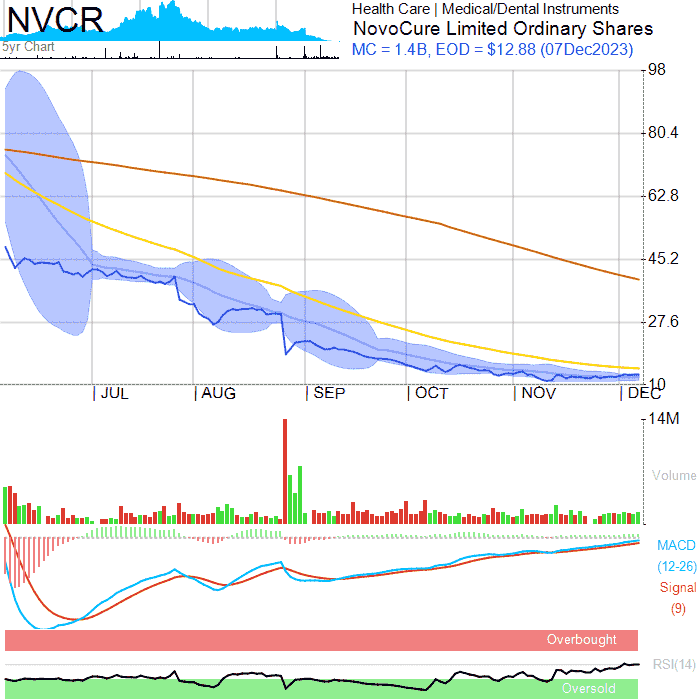 NVCR
5yr Chart
Health Care | Medical/Dental Instruments
NovoCure Limited Ordinary Shares
MC = 1.4B, EOD = $12.88 (07Dec2023)
98
80.4
62.8
45.2
27.6
10
JUL
AUG
SEP
OCT
NOV
DEC
14M
Volume
MACD
(12-26)
Signal
(9)
Overbought
RSI(14)
Oversold